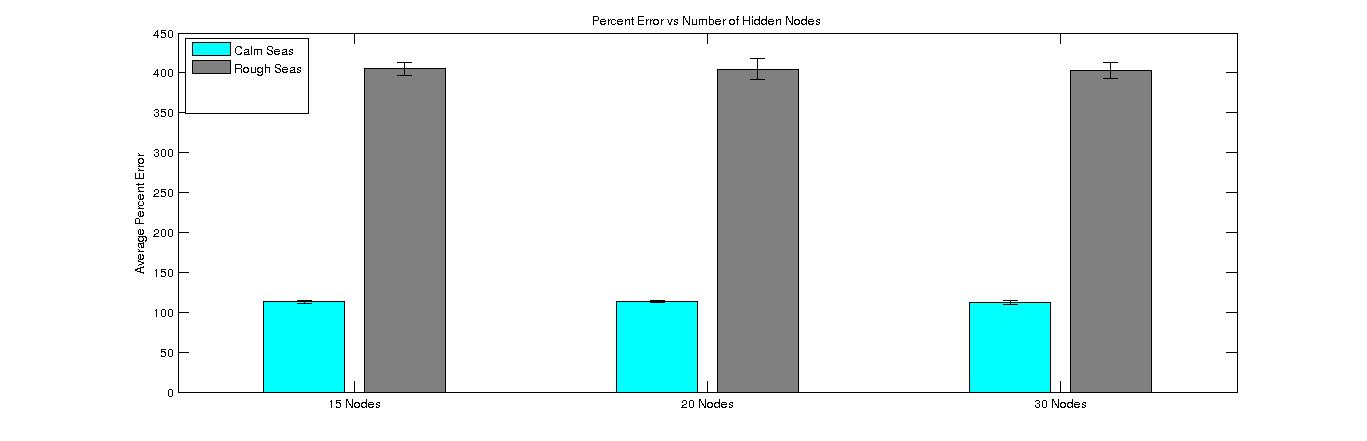 Percent Error vs Number of Hidden Nodes
Calm Seas
Rough Seas
Average Percent Error
450
400
350
300
250
200
150
100
50
0
15 Nodes
20 Nodes
30 Nodes